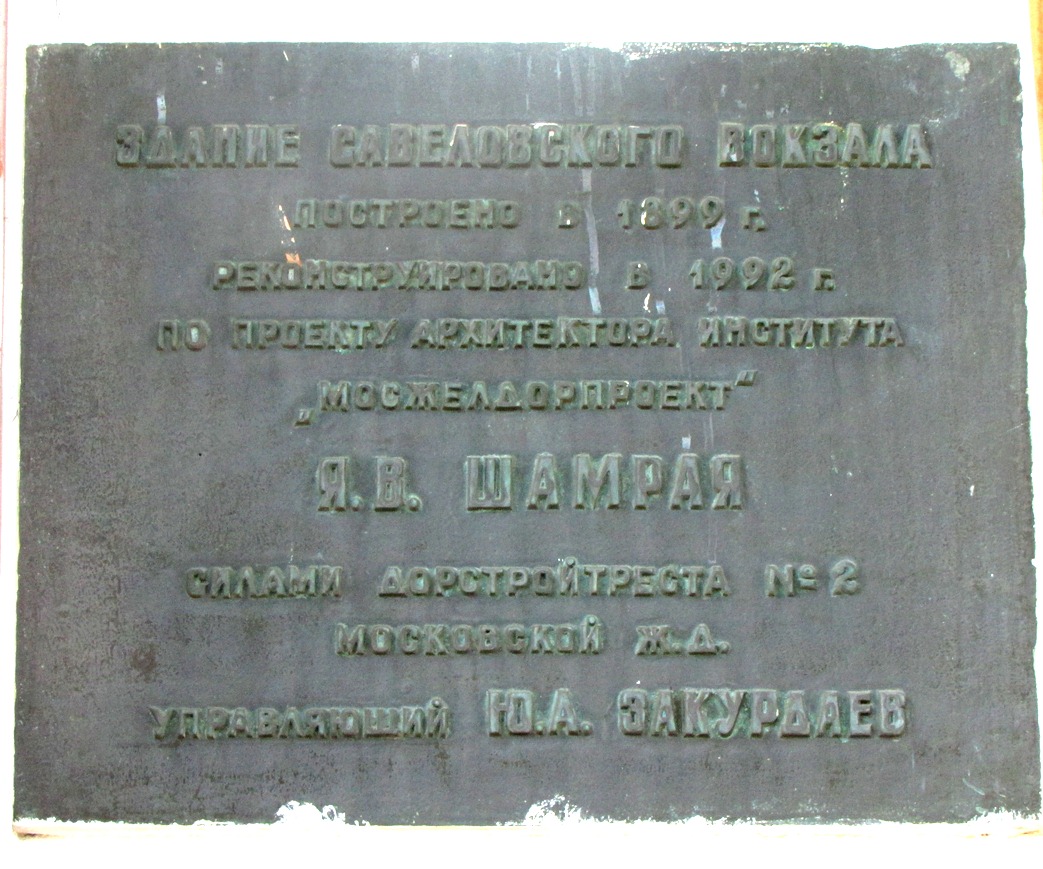 ЗДАНИЕ САВЕЛОВСКОГО ВОКЗАЛА
ПОСТРОЕНО В 1899 г.
РЕКОНСТРУИРОВАНО В 1992 г.
ПО ПРОЕКТУ АРХИТЕКТОРА ИНСТИТУТА
„МОСЖЕЛДОРПРОЕКТ“
Я.В. ШАМРАЯ
СИЛАМИ ДОРСТРОЙТРЕСТА № 2
МОСКОВСКОЙ Ж.Д.
УПРАВЛЯЮЩИЙ Ю.А. ЗАКУРДАЕВ